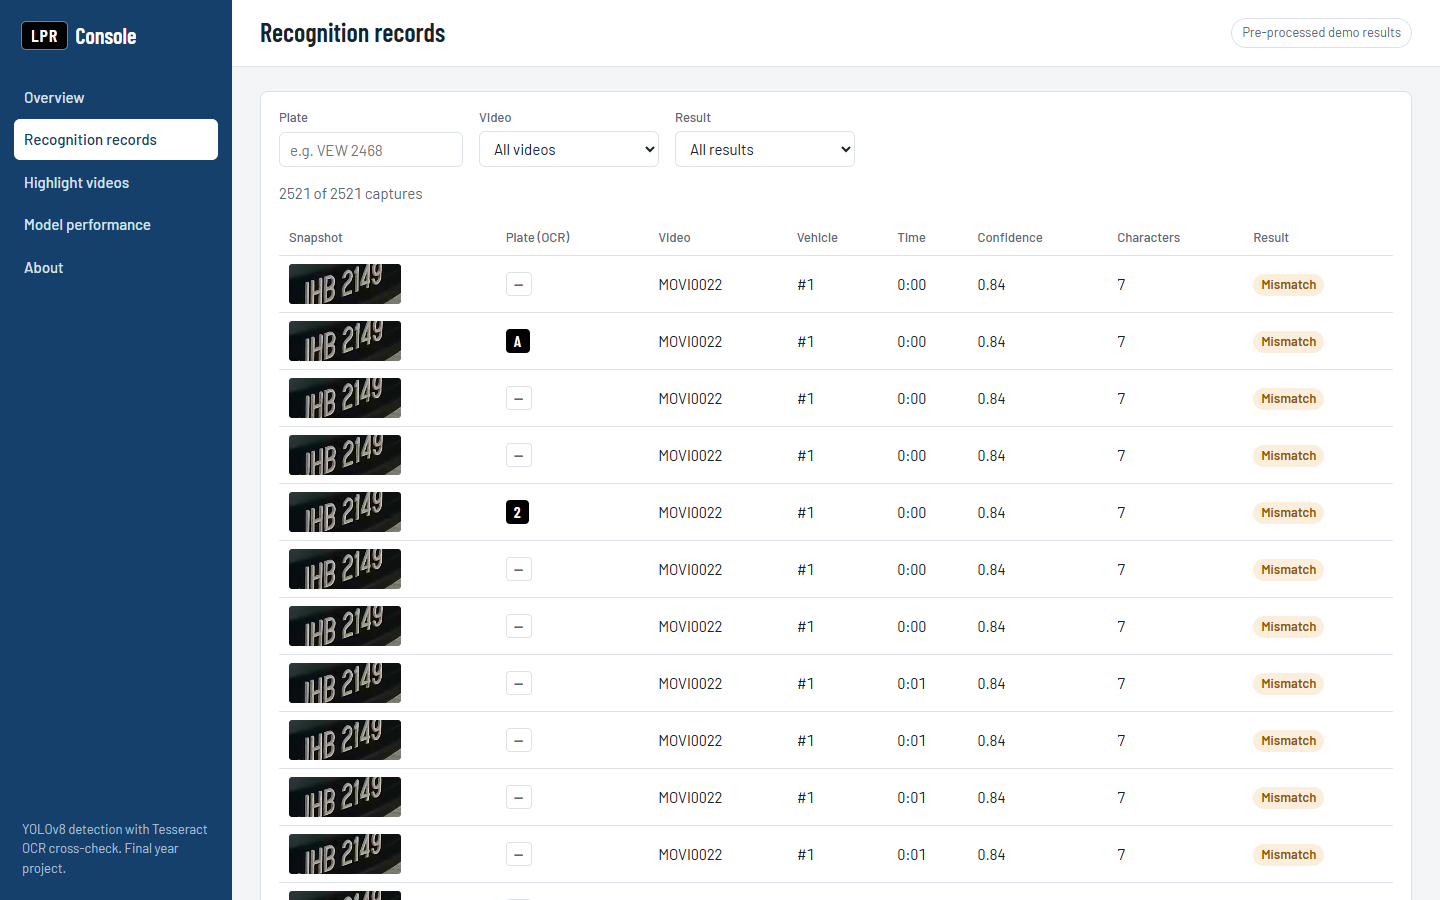 LPR Console
Overview
Recognition records
Highlight videos
Model performance
About
YOLOv8 detection with Tesseract
OCR cross-check. Final year
project.
Recognition records
Pre-processed demo results
Plate Video Result
e.g. VEW 2468 All videos All results
2521 of 2521 captures
Snapshot Plate (OCR) Video Vehicle Time Confidence Characters Result
IHB 2149 – MOVI0022 #1 0:00 0.84 7 Mismatch
IHB 2149 A MOVI0022 #1 0:00 0.84 7 Mismatch
IHB 2149 – MOVI0022 #1 0:00 0.84 7 Mismatch
IHB 2149 – MOVI0022 #1 0:00 0.84 7 Mismatch
IHB 2149 2 MOVI0022 #1 0:00 0.84 7 Mismatch
IHB 2149 – MOVI0022 #1 0:00 0.84 7 Mismatch
IHB 2149 – MOVI0022 #1 0:00 0.84 7 Mismatch
IHB 2149 – MOVI0022 #1 0:01 0.84 7 Mismatch
IHB 2149 – MOVI0022 #1 0:01 0.84 7 Mismatch
IHB 2149 – MOVI0022 #1 0:01 0.84 7 Mismatch
IHB 2149 – MOVI0022 #1 0:01 0.84 7 Mismatch